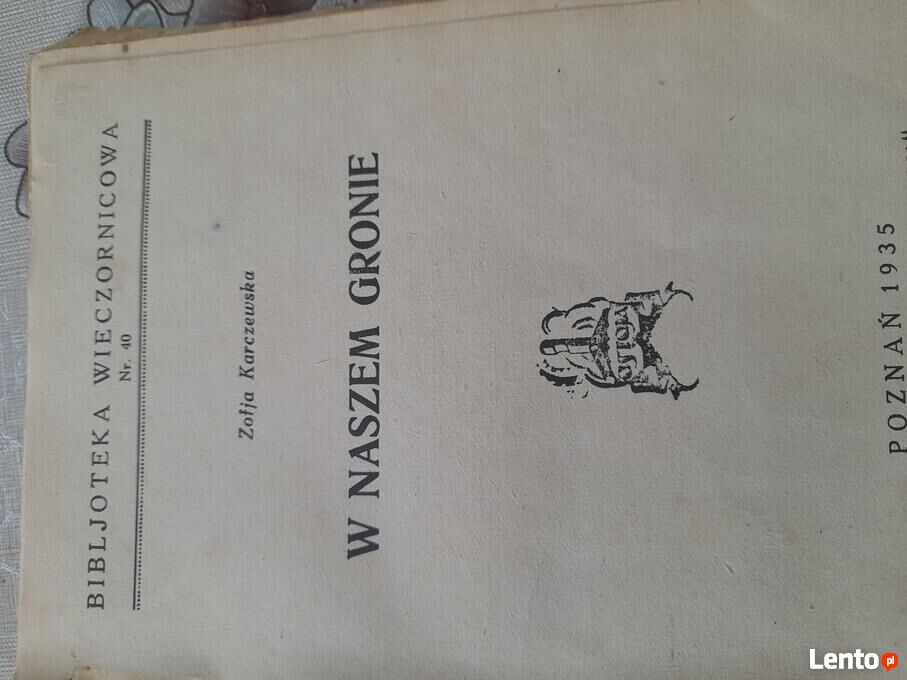 BIBLJOTEKA WIECZORNICOWA
Nr. 40
Zofja Karczewska
W NASZEM GRONIE
OSTOJA
POZNAŃ 1935
Lento.pl